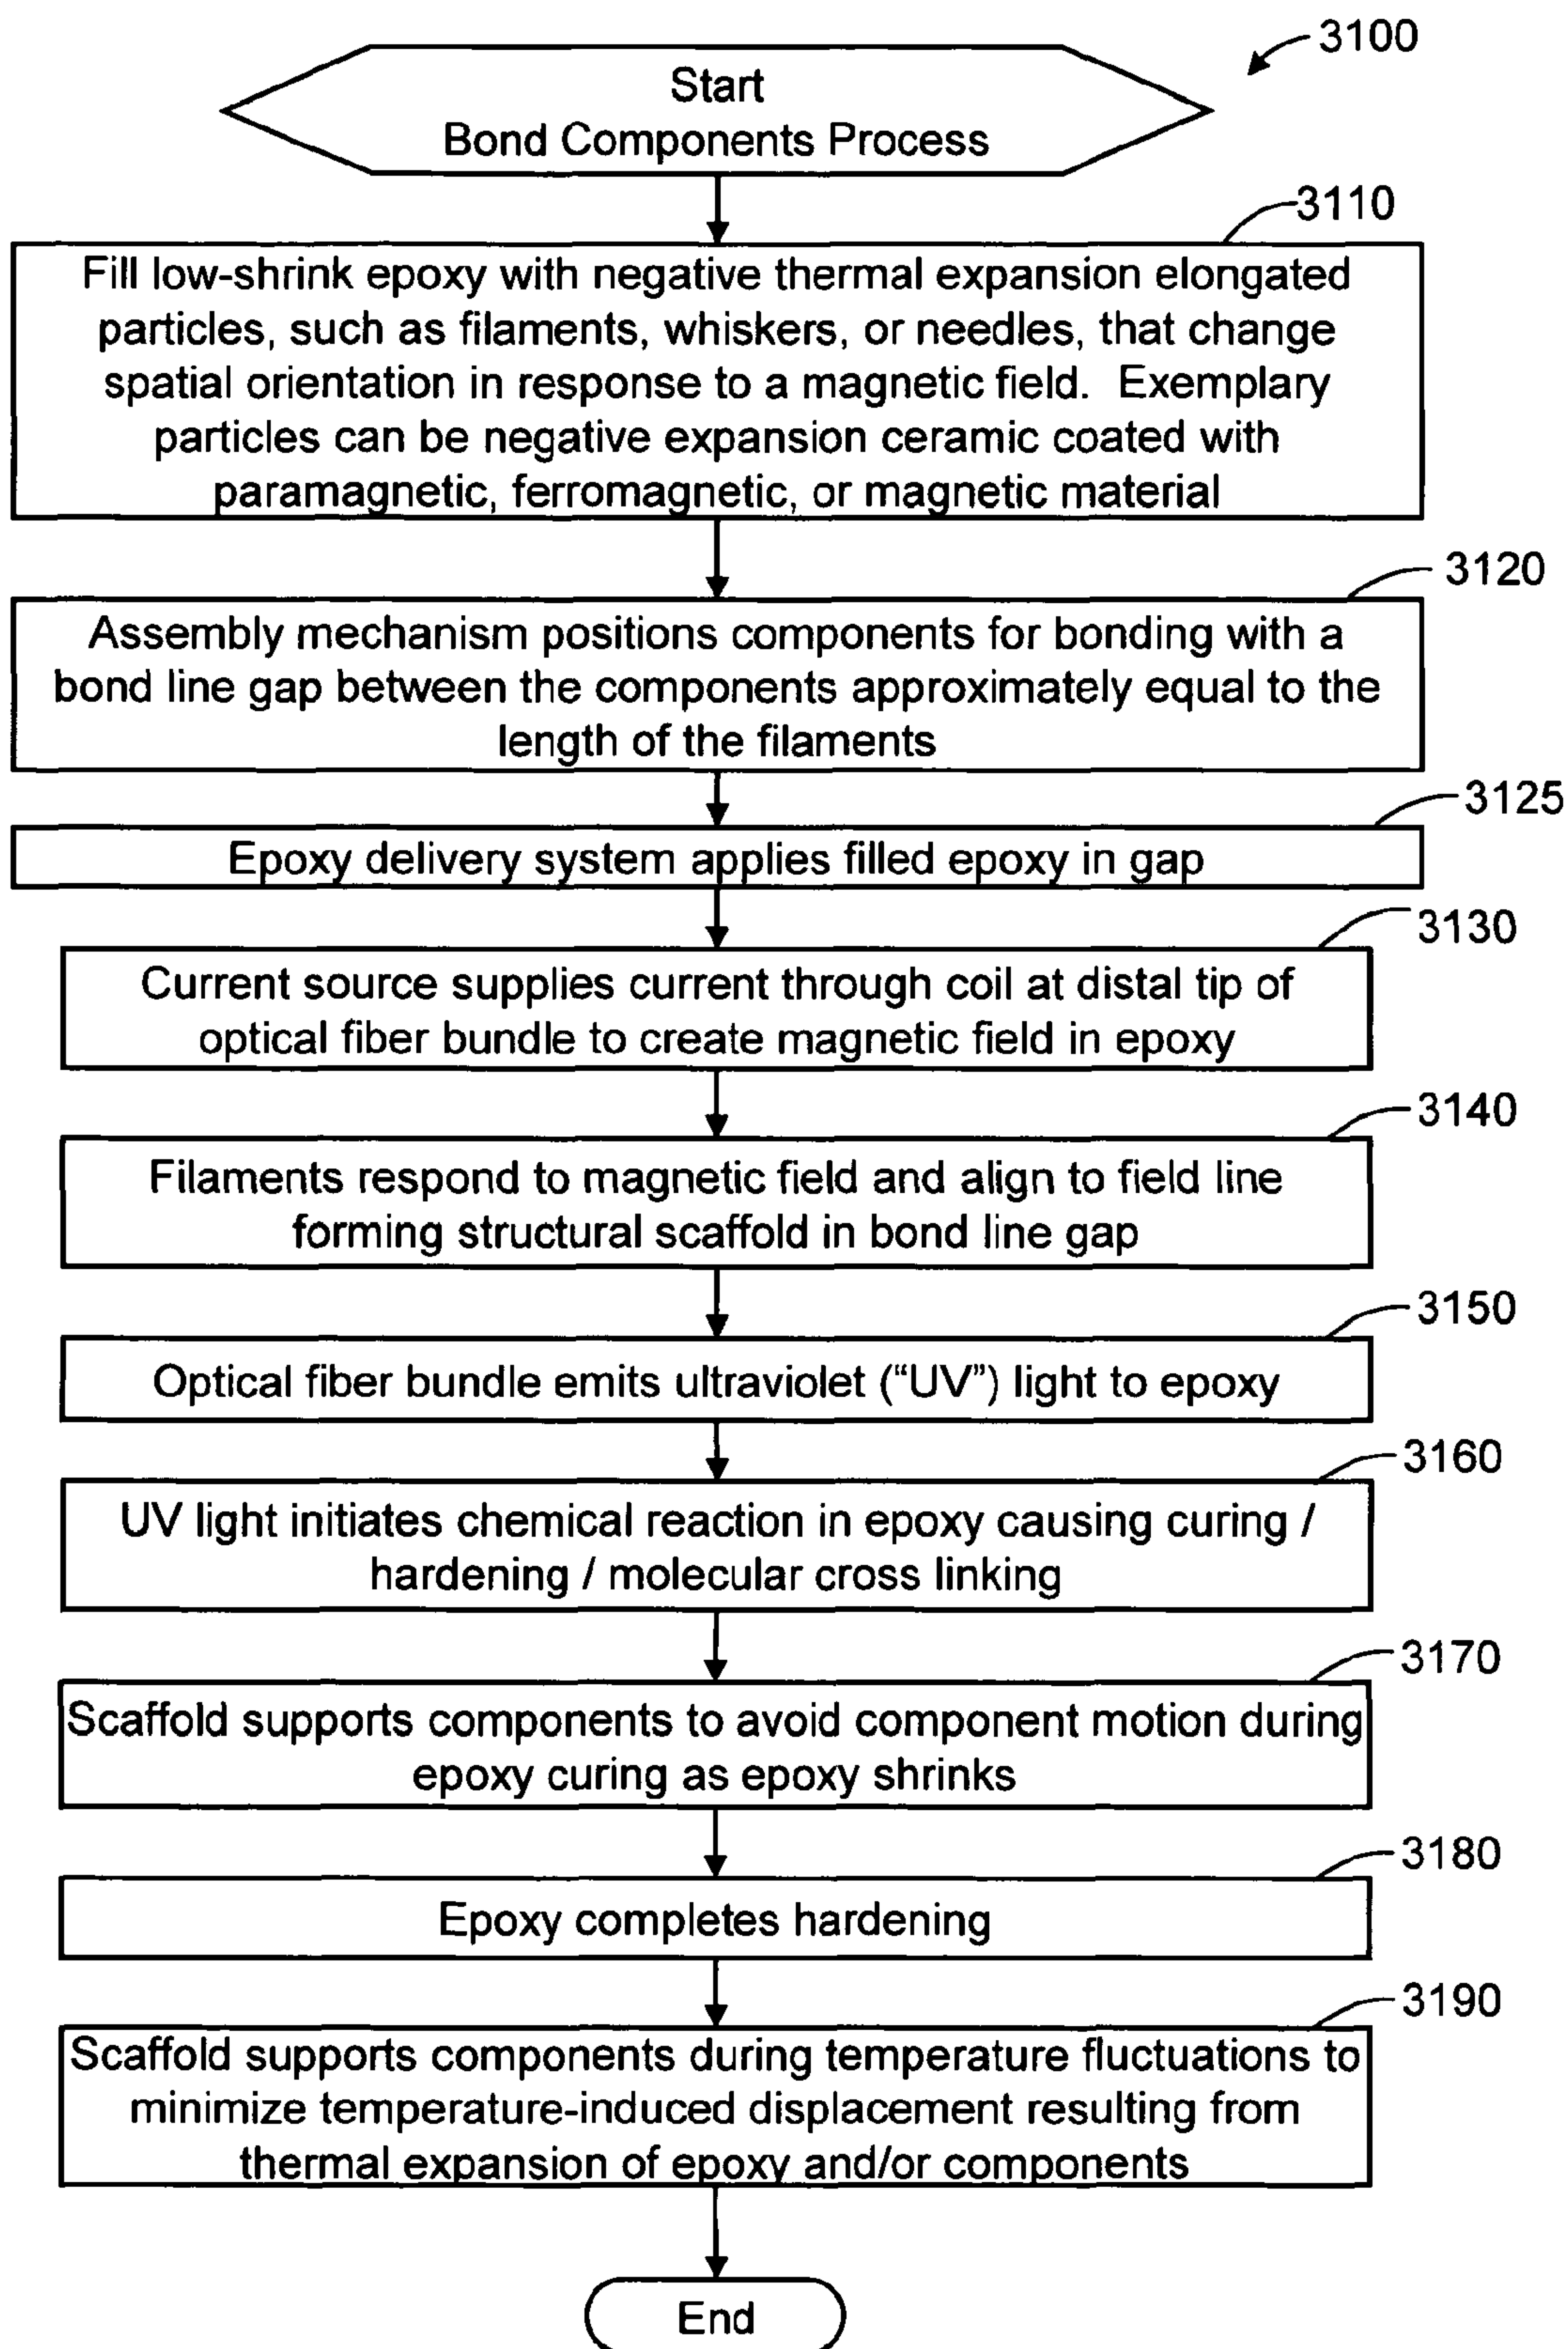 3100
Start
Bond Components Process
3110
Fill low-shrink epoxy with negative thermal expansion elongated
particles, such as filaments, whiskers, or needles, that change
spatial orientation in response to a magnetic field. Exemplary
particles can be negative expansion ceramic coated with
paramagnetic, ferromagnetic, or magnetic material
3120
Assembly mechanism positions components for bonding with a
bond line gap between the components approximately equal to the
length of the filaments
3125
Epoxy delivery system applies filled epoxy in gap
3130
Current source supplies current through coil at distal tip of
optical fiber bundle to create magnetic field in epoxy
3140
Filaments respond to magnetic field and align to field line
forming structural scaffold in bond line gap
3150
Optical fiber bundle emits ultraviolet (“UV”) light to epoxy
3160
UV light initiates chemical reaction in epoxy causing curing /
hardening / molecular cross linking
3170
Scaffold supports components to avoid component motion during
epoxy curing as epoxy shrinks
3180
Epoxy completes hardening
3190
Scaffold supports components during temperature fluctuations to
minimize temperature-induced displacement resulting from
thermal expansion of epoxy and/or components
End